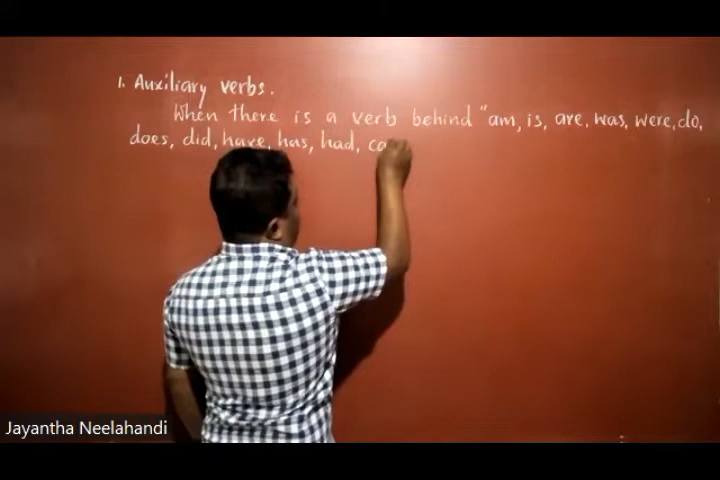 1. Auxiliary verbs.
When there is a verb behind "am, is, are, was, were, do,
does, did, have, has, had, ca
Jayantha Neelahandi